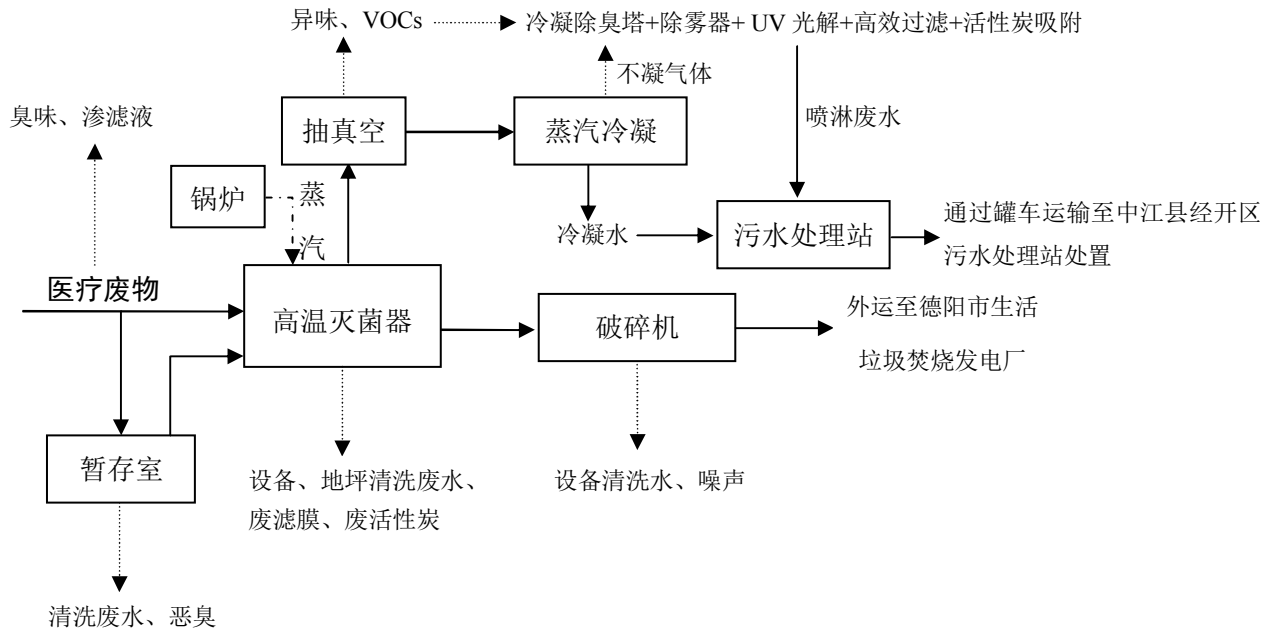 异味、VOCs
冷凝除臭塔+除雾器+ UV 光解+高效过滤+活性炭吸附
不凝气体
臭味、渗滤液
抽真空
蒸汽冷凝
喷淋废水
锅炉
蒸
汽
冷凝水
污水处理站
通过罐车运输至中江县经开区
污水处理站处置
医疗废物
高温灭菌器
破碎机
外运至德阳市生活
垃圾焚烧发电厂
暂存室
设备、地坪清洗废水、
废滤膜、废活性炭
设备清洗水、噪声
清洗废水、恶臭